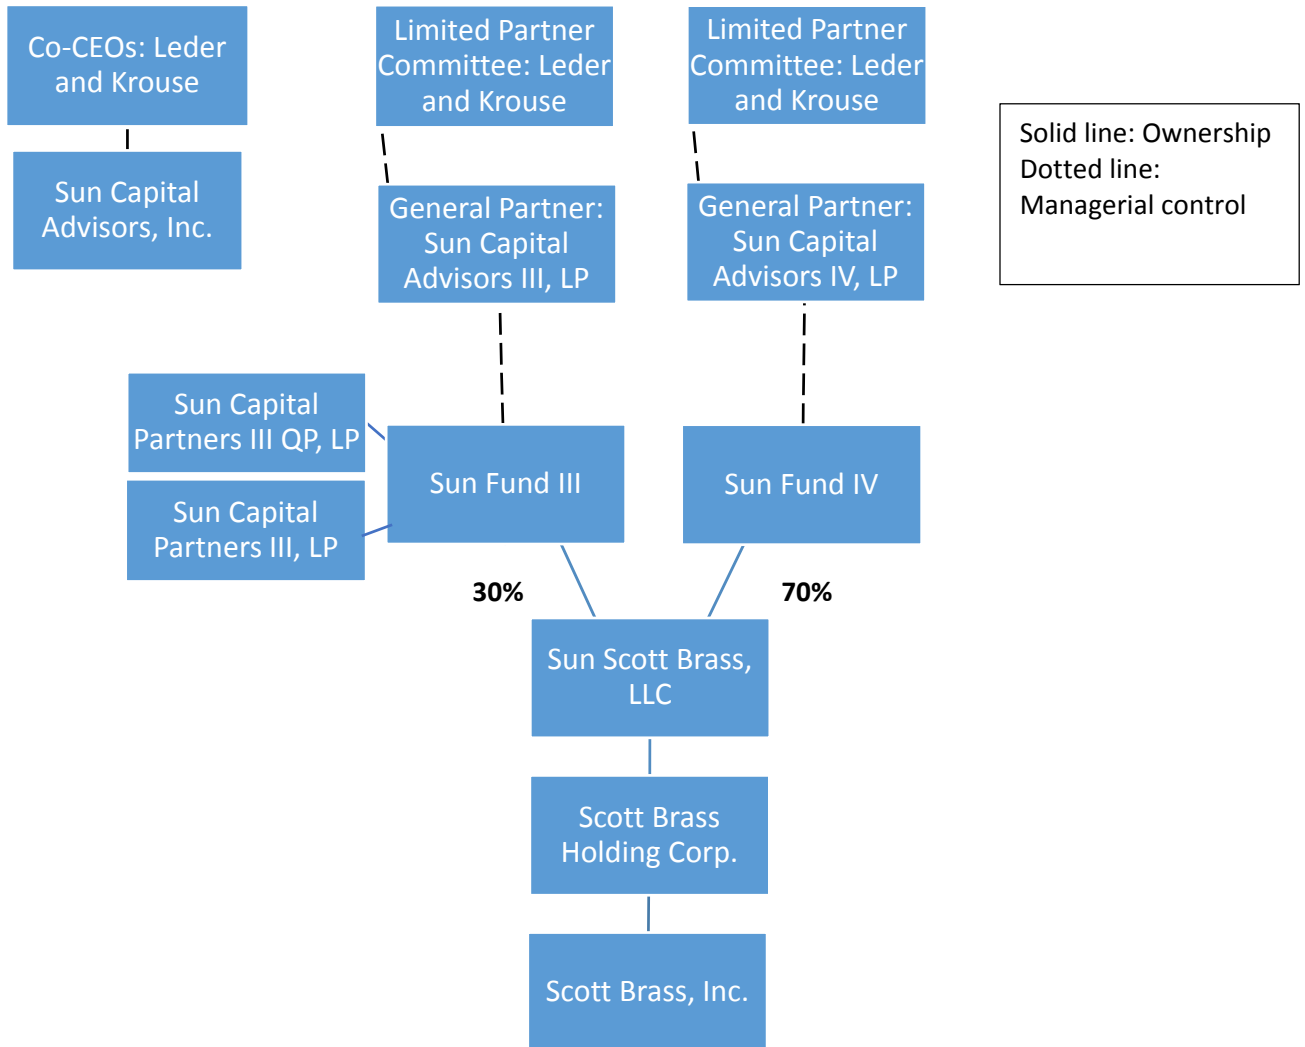 Co-CEOs: Leder
and Krouse
Limited Partner
Committee: Leder
and Krouse
Limited Partner
Committee: Leder
and Krouse
Solid line: Ownership
Dotted line:
Managerial control
Sun Capital
Advisors, Inc.
General Partner:
Sun Capital
Advisors III, LP
General Partner:
Sun Capital
Advisors IV, LP
Sun Capital
Partners III QP, LP
Sun Capital
Partners III, LP
Sun Fund III
Sun Fund IV
30%
70%
Sun Scott Brass,
LLC
Scott Brass
Holding Corp.
Scott Brass, Inc.